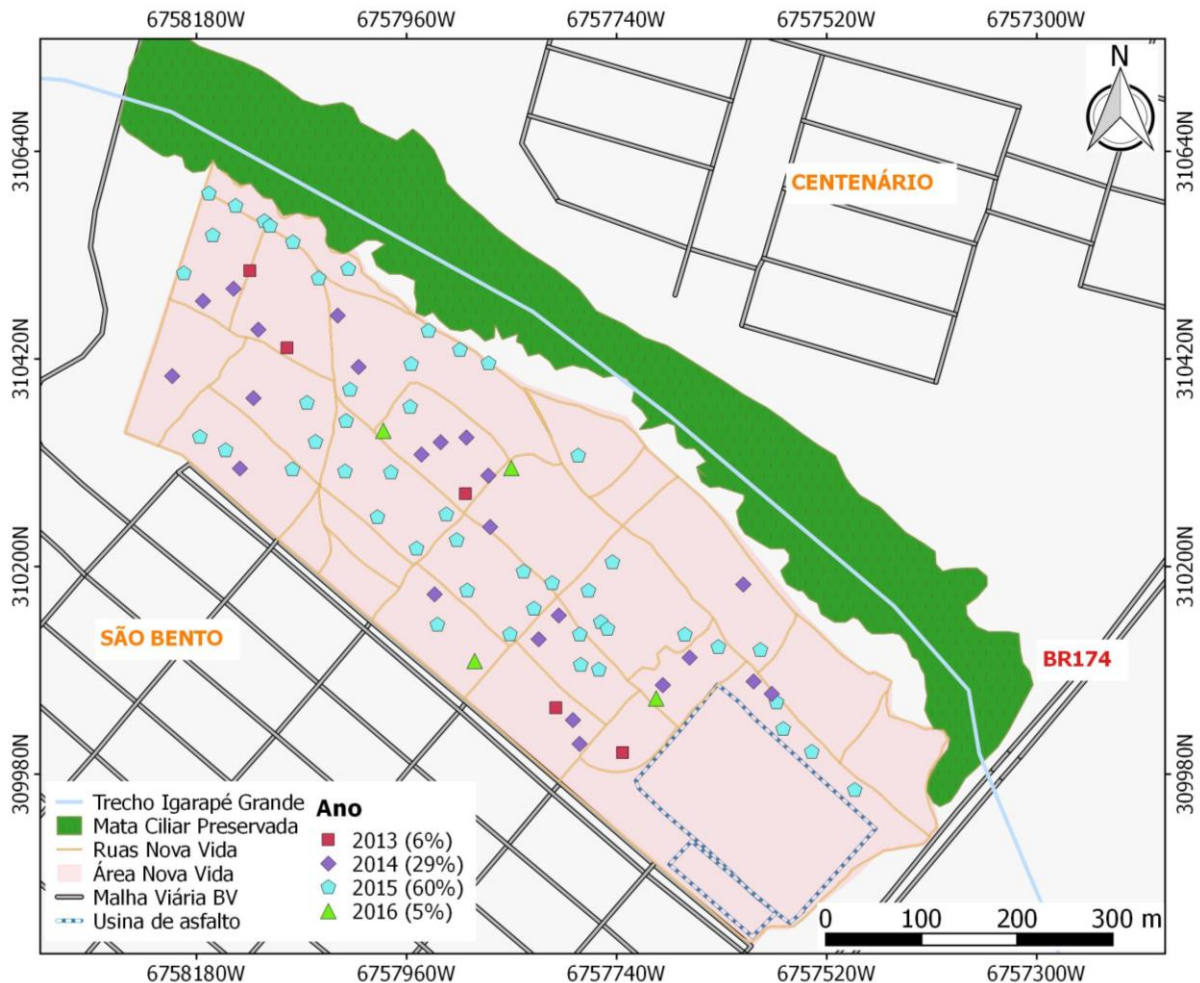 6758180W 6757960W 6757740W 6757520W 6757300W
N
310640N 310640N
CENTENÁRIO
310420N 310420N
310200N 310200N
SÃO BENTO
BR174
309980N 309980N
Trecho Igarapé Grande
Mata Ciliar Preservada
Ruas Nova Vida
Área Nova Vida
Malha Viária BV
Usina de asfalto
Ano
2013 (6%)
2014 (29%)
2015 (60%)
2016 (5%)
0 100 200 300 m
6758180W 6757960W 6757740W 6757520W 6757300W